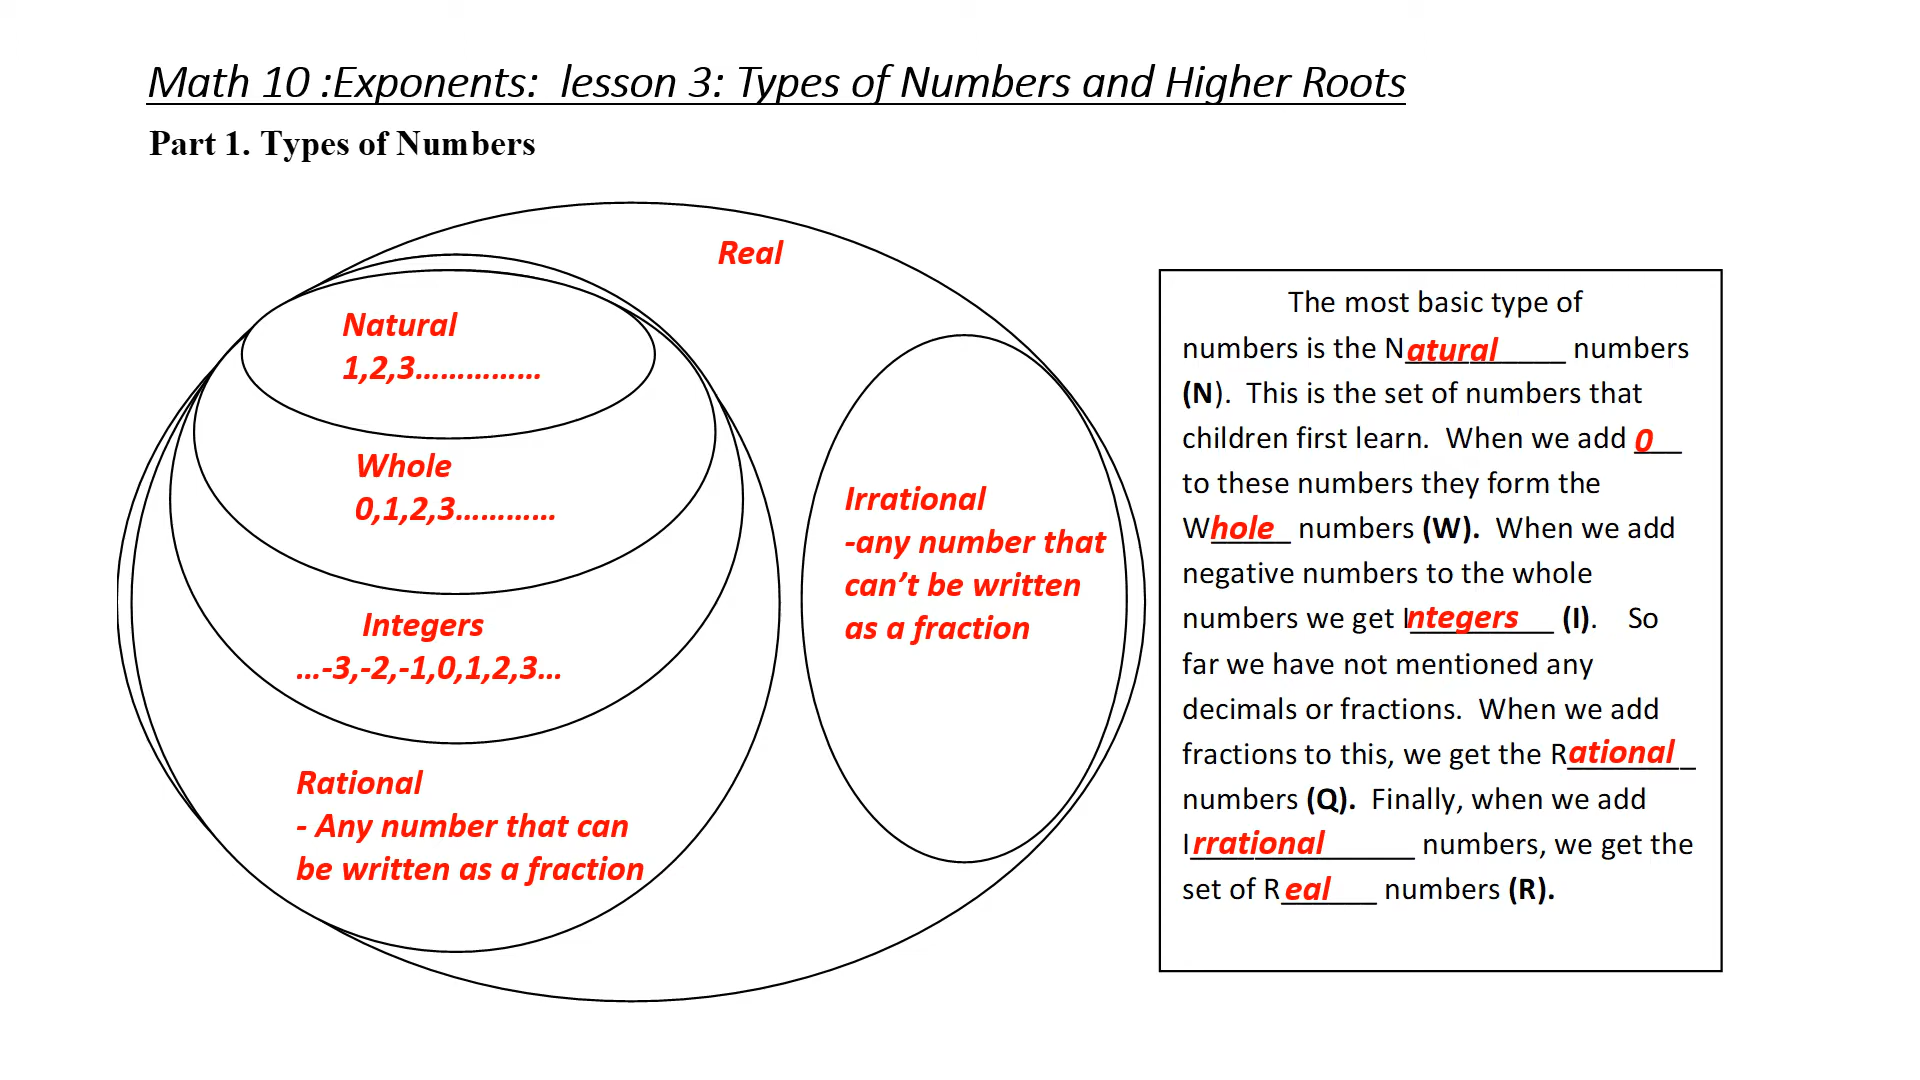 Math 10 :Exponents:  lesson 3: Types of Numbers and Higher Roots
Part 1. Types of Numbers
Real
Natural
1,2,3……………
Whole
0,1,2,3…………
Integers
…-3,-2,-1,0,1,2,3…
Rational
- Any number that can
be written as a fraction
Irrational
-any number that
can’t be written
as a fraction
The most basic type of
numbers is the Natural numbers
(N).  This is the set of numbers that
children first learn.  When we add 0
to these numbers they form the
Whole numbers (W).  When we add
negative numbers to the whole
numbers we get Integers (I).   So
far we have not mentioned any
decimals or fractions.  When we add
fractions to this, we get the Rational
numbers (Q).  Finally, when we add
Irrational numbers, we get the
set of Real numbers (R).